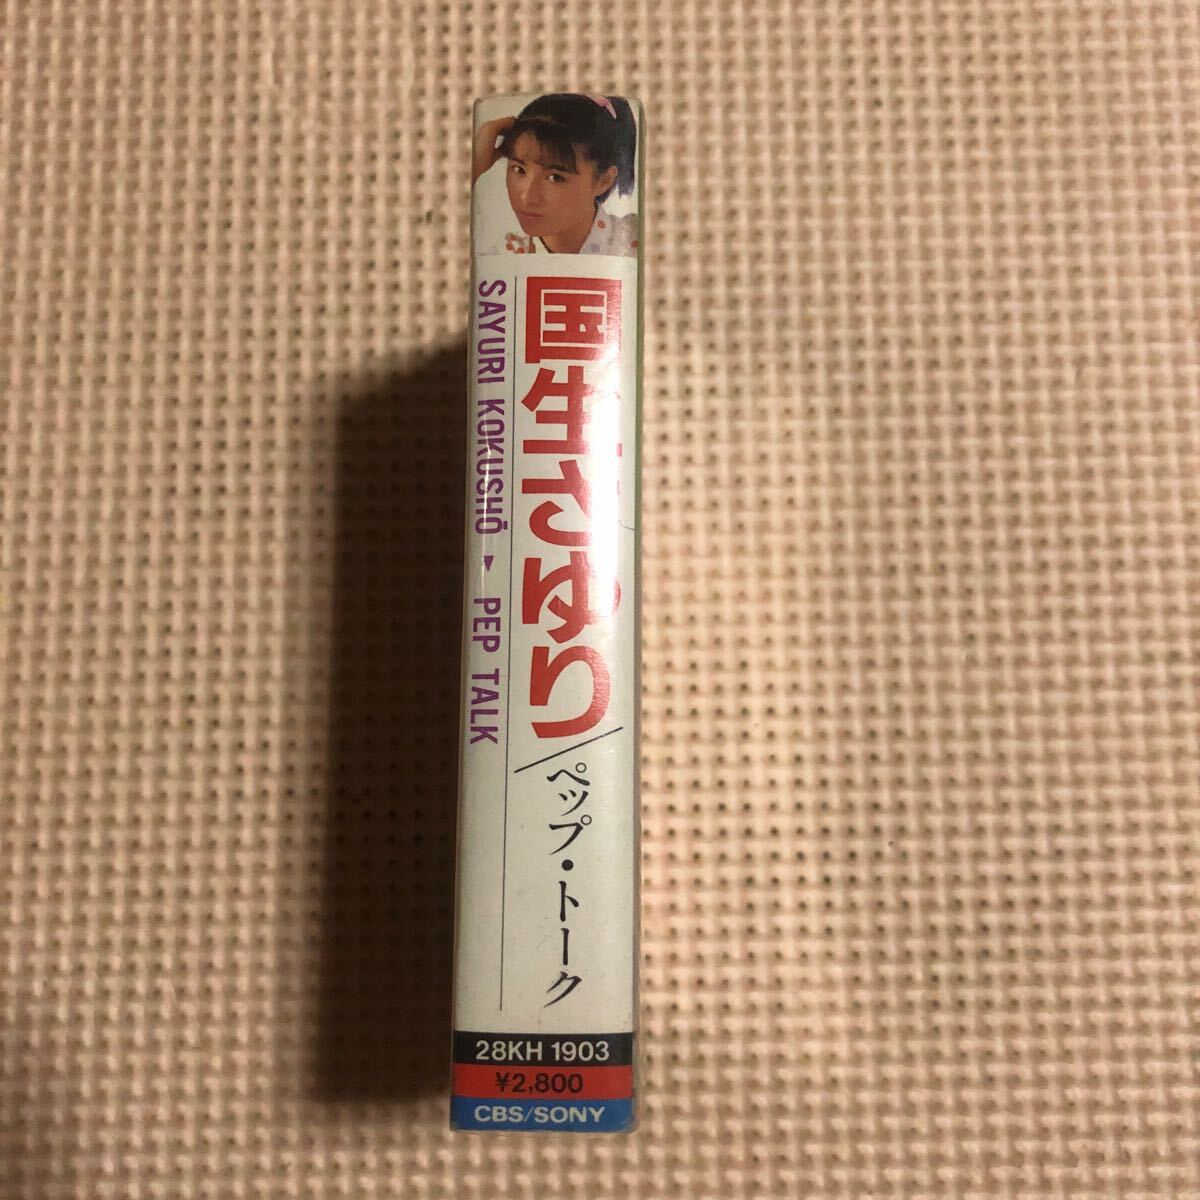 国生さゆり/ペップ・トーク
SAYURI KOKUSHŌ ► PEP TALK
28KH 1903
¥2,800
CBS/SONY